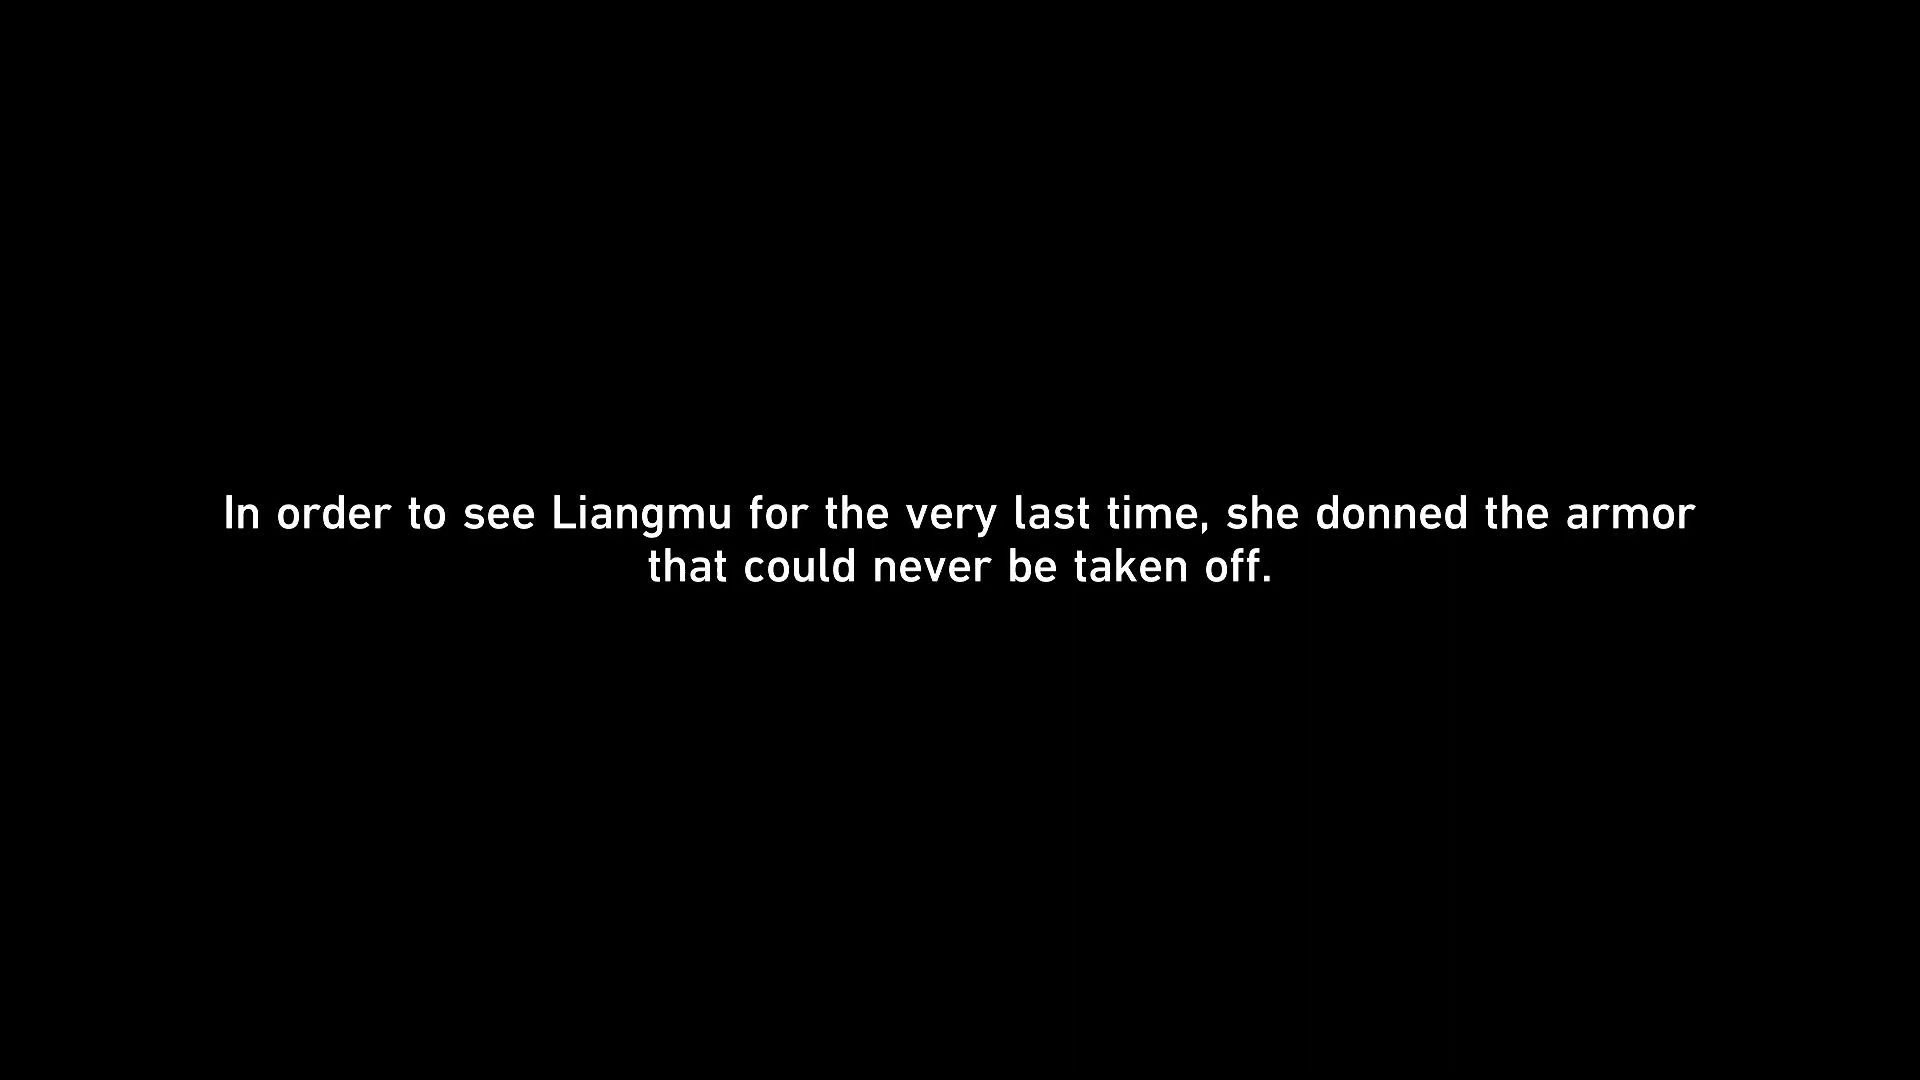 In order to see Liangmu for the very last time, she donned the armor
that could never be taken off.